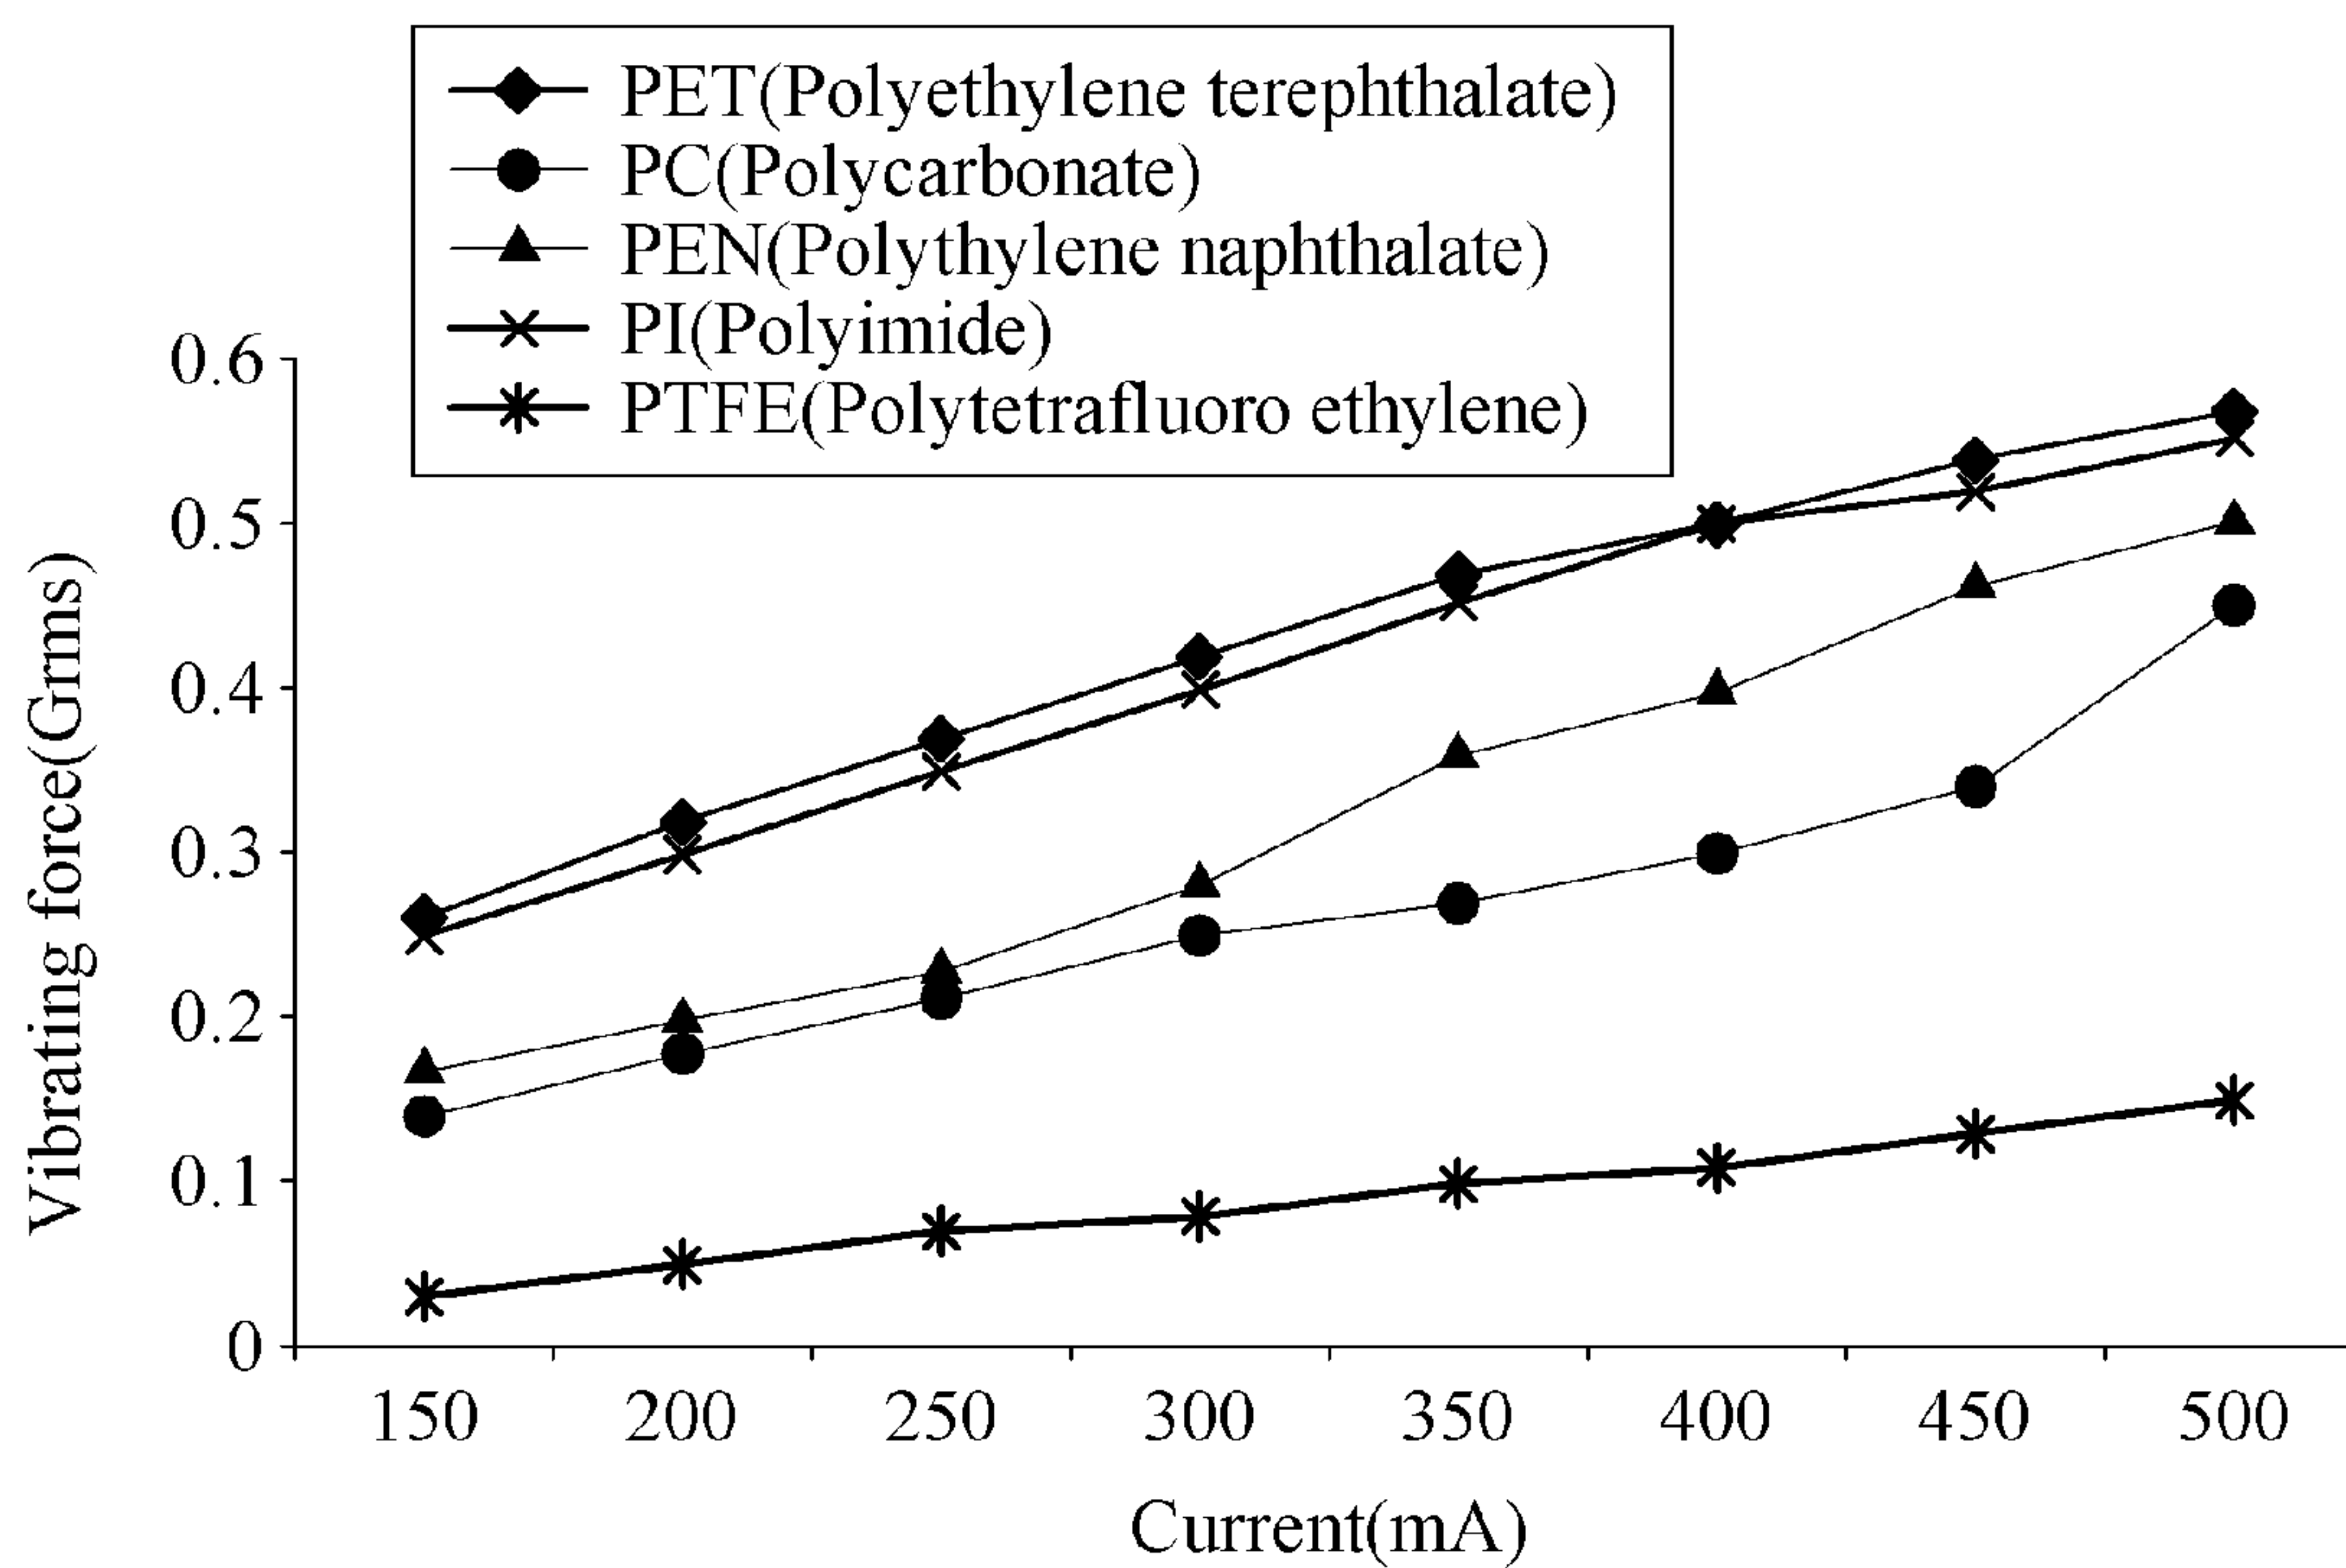 PET(Polyethylene terephthalate)
PC(Polycarbonate)
PEN(Polythylene naphthalate)
PI(Polyimide)
PTFE(Polytetrafluoro ethylene)
Vibrating force(Grms)
0.6
0.5
0.4
0.3
0.2
0.1
0
150 200 250 300 350 400 450 500
Current(mA)